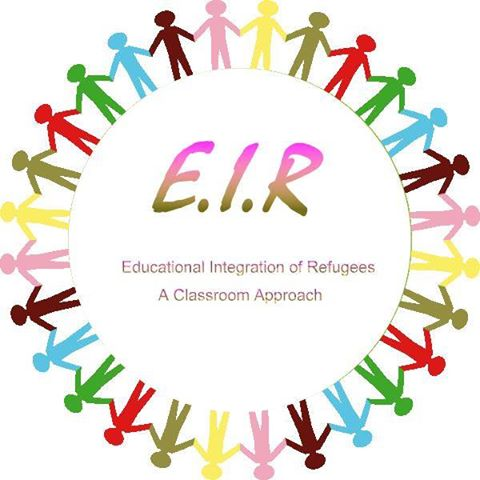 E.I.R
Educational Integration of Refugees
A Classroom Approach